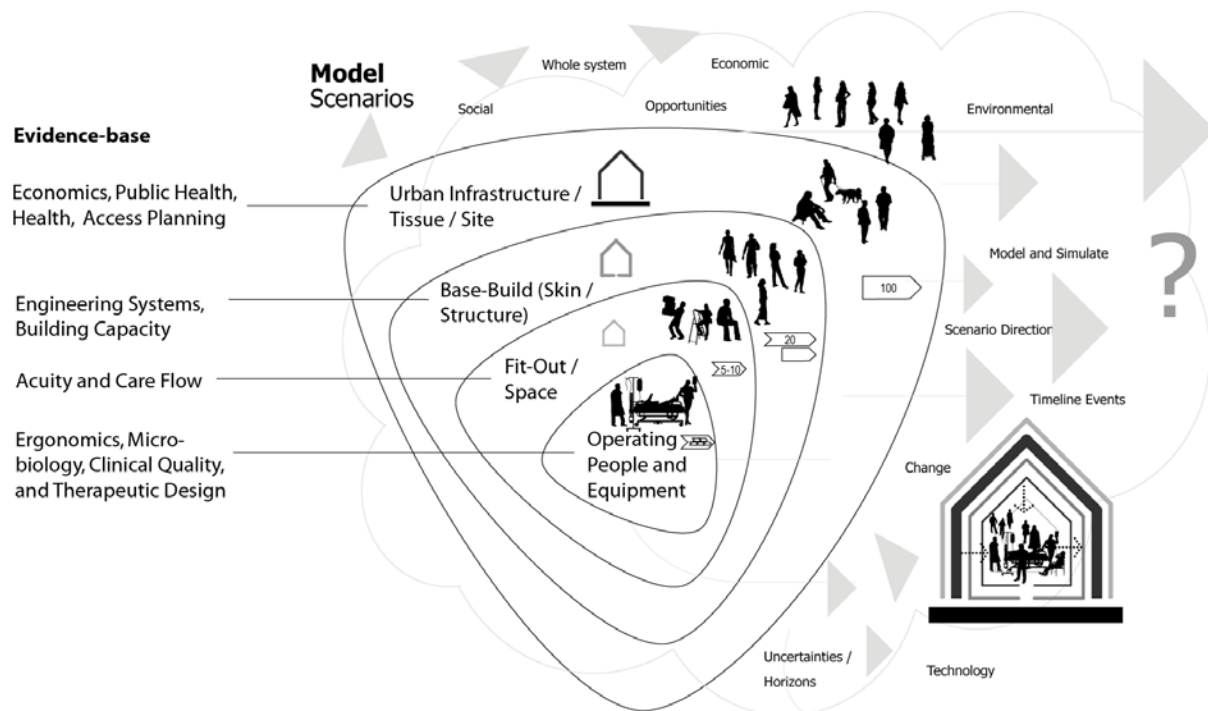 Model
Scenarios
Whole system
Economic
Social
Opportunities
Environmental
Evidence-base
Economics, Public Health,
Health, Access Planning
Urban Infrastructure /
Tissue / Site
Model and Simulate
?
100
Engineering Systems,
Building Capacity
Base-Build (Skin /
Structure)
Scenario Direction
20
Acuity and Care Flow
Fit-Out /
Space
5-10
Timeline Events
Ergonomics, Micro-
biology, Clinical Quality,
and Therapeutic Design
Operating
People and
Equipment
Change
Uncertainties /
Horizons
Technology